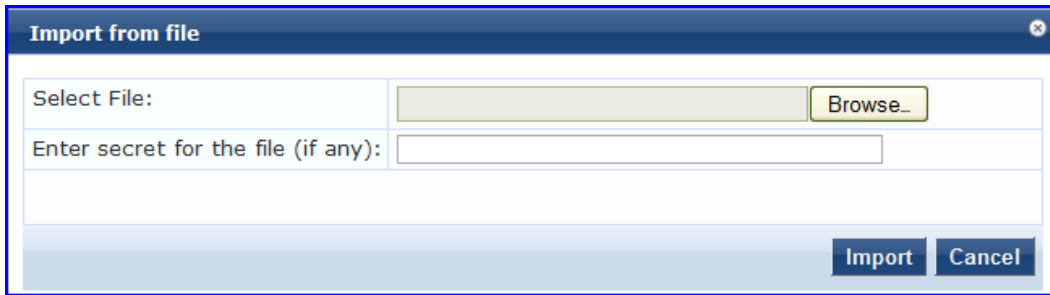 Import from file
Select File:
Browse…
Enter secret for the file (if any):
Import Cancel